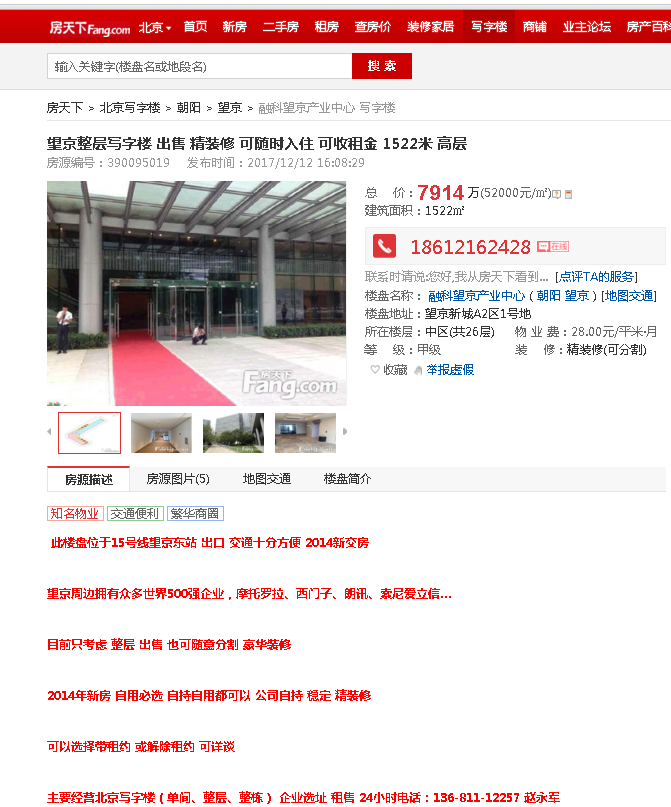 房天下Fang.com 北京 首页 新房 二手房 租房 查房价 装修家居 写字楼 商铺 业主论坛 房产百科
输入关键字(楼盘名或地段名) 搜 索
房天下 > 北京写字楼 > 朝阳 > 望京 > 融科望京产业中心 写字楼
望京整层写字楼 出售 精装修 可随时入住 可收租金 1522米 高层
房源编号：390095019 发布时间：2017/12/12 16:08:29
总 价：7914 万(52000元/㎡)
建筑面积：1522㎡
18612162428 在线
联系时请说:您好,我从房天下看到... [点评TA的服务]
楼盘名称： 融科望京产业中心 ( 朝阳 望京 ) [地图交通]
楼盘地址：望京新城A2区1号地
所在楼层：中区(共26层) 物 业 费：28.00元/平米·月
等 级：甲级 装 修：精装修(可分割)
收藏 举报虚假
房天下
Fang.com
房源描述 房源图片(5) 地图交通 楼盘简介
知名物业 交通便利 繁华商圈
此楼盘位于15号线望京东站 出口 交通十分方便 2014新交房
望京周边拥有众多世界500强企业，摩托罗拉、西门子、朗讯、索尼爱立信...
目前只考虑 整层 出售 也可随意分割 豪华装修
2014年新房 自用必选 自持自用都可以 公司自持 稳定 精装修
可以选择带租约 或解除租约 可详谈
主要经营北京写字楼（单间、整层、整栋） 企业选址 租售 24小时电话：136-811-12257 赵永军